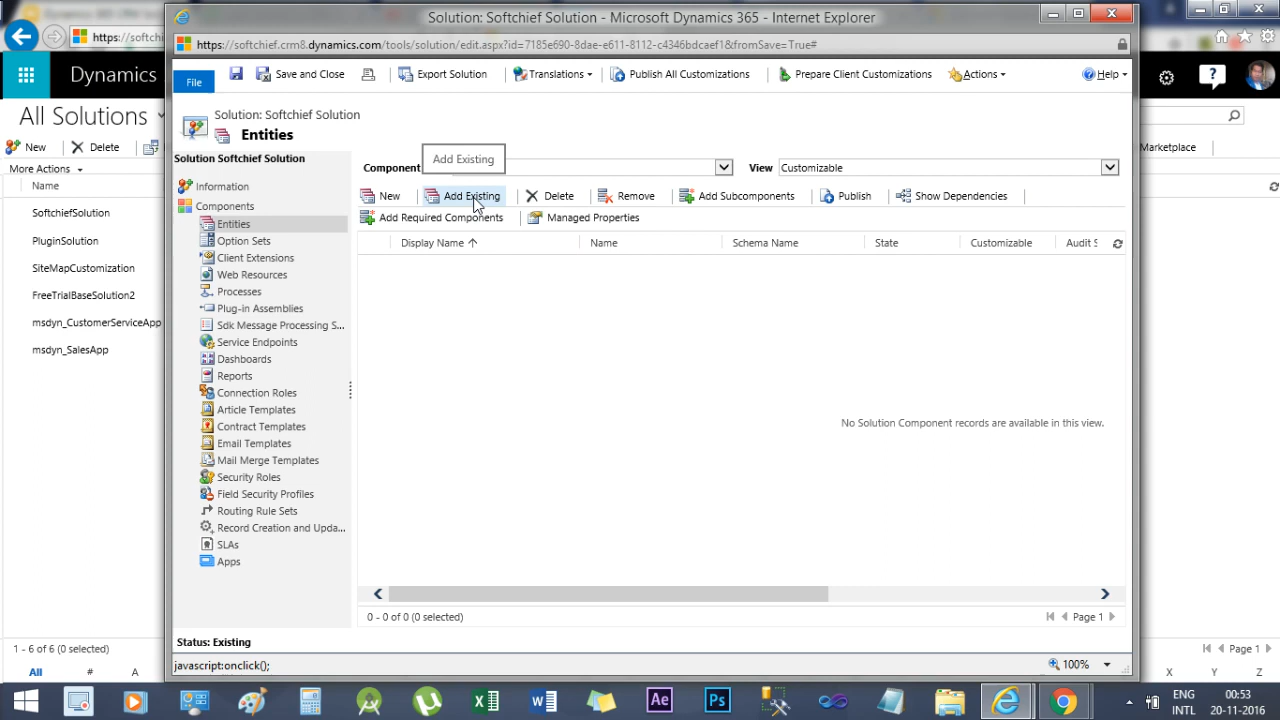 Solution: Softchief Solution - Microsoft Dynamics 365 - Internet Explorer
https://softchief.crm8.dynamics.com/tools/solution/edit.aspx?id=7185e690-8dae-e611-8112-c4346bdcaef18&fromSave=True#
https://softchi
Dynamics
File
Save and Close
Export Solution
Translations
Publish All Customizations
Prepare Client Customizations
Actions
Help
All Solutions
New
Delete
Marketplace
More Actions
Name
SoftchiefSolution
PluginSolution
SiteMapCustomization
FreeTrialBaseSolution2
msdyn_CustomerServiceApp
msdyn_SalesApp
1 - 6 of 6 (0 selected)
Page 1
All
#
A
X
Y
Z
Solution: Softchief Solution
Entities
Solution Softchief Solution
Information
Components
Entities
Option Sets
Client Extensions
Web Resources
Processes
Plug-in Assemblies
Sdk Message Processing S...
Service Endpoints
Dashboards
Reports
Connection Roles
Article Templates
Contract Templates
Email Templates
Mail Merge Templates
Security Roles
Field Security Profiles
Routing Rule Sets
Record Creation and Upda...
SLAs
Apps
Component
Add Existing
View
Customizable
New
Add Existing
Delete
Remove
Add Subcomponents
Publish
Show Dependencies
Add Required Components
Managed Properties
Display Name
Name
Schema Name
State
Customizable
Audit S
No Solution Component records are available in this view.
0 - 0 of 0 (0 selected)
Page 1
Status: Existing
javascript:onclick();
100%
Ae
Ps
ENG
INTL
00:53
20-11-2016